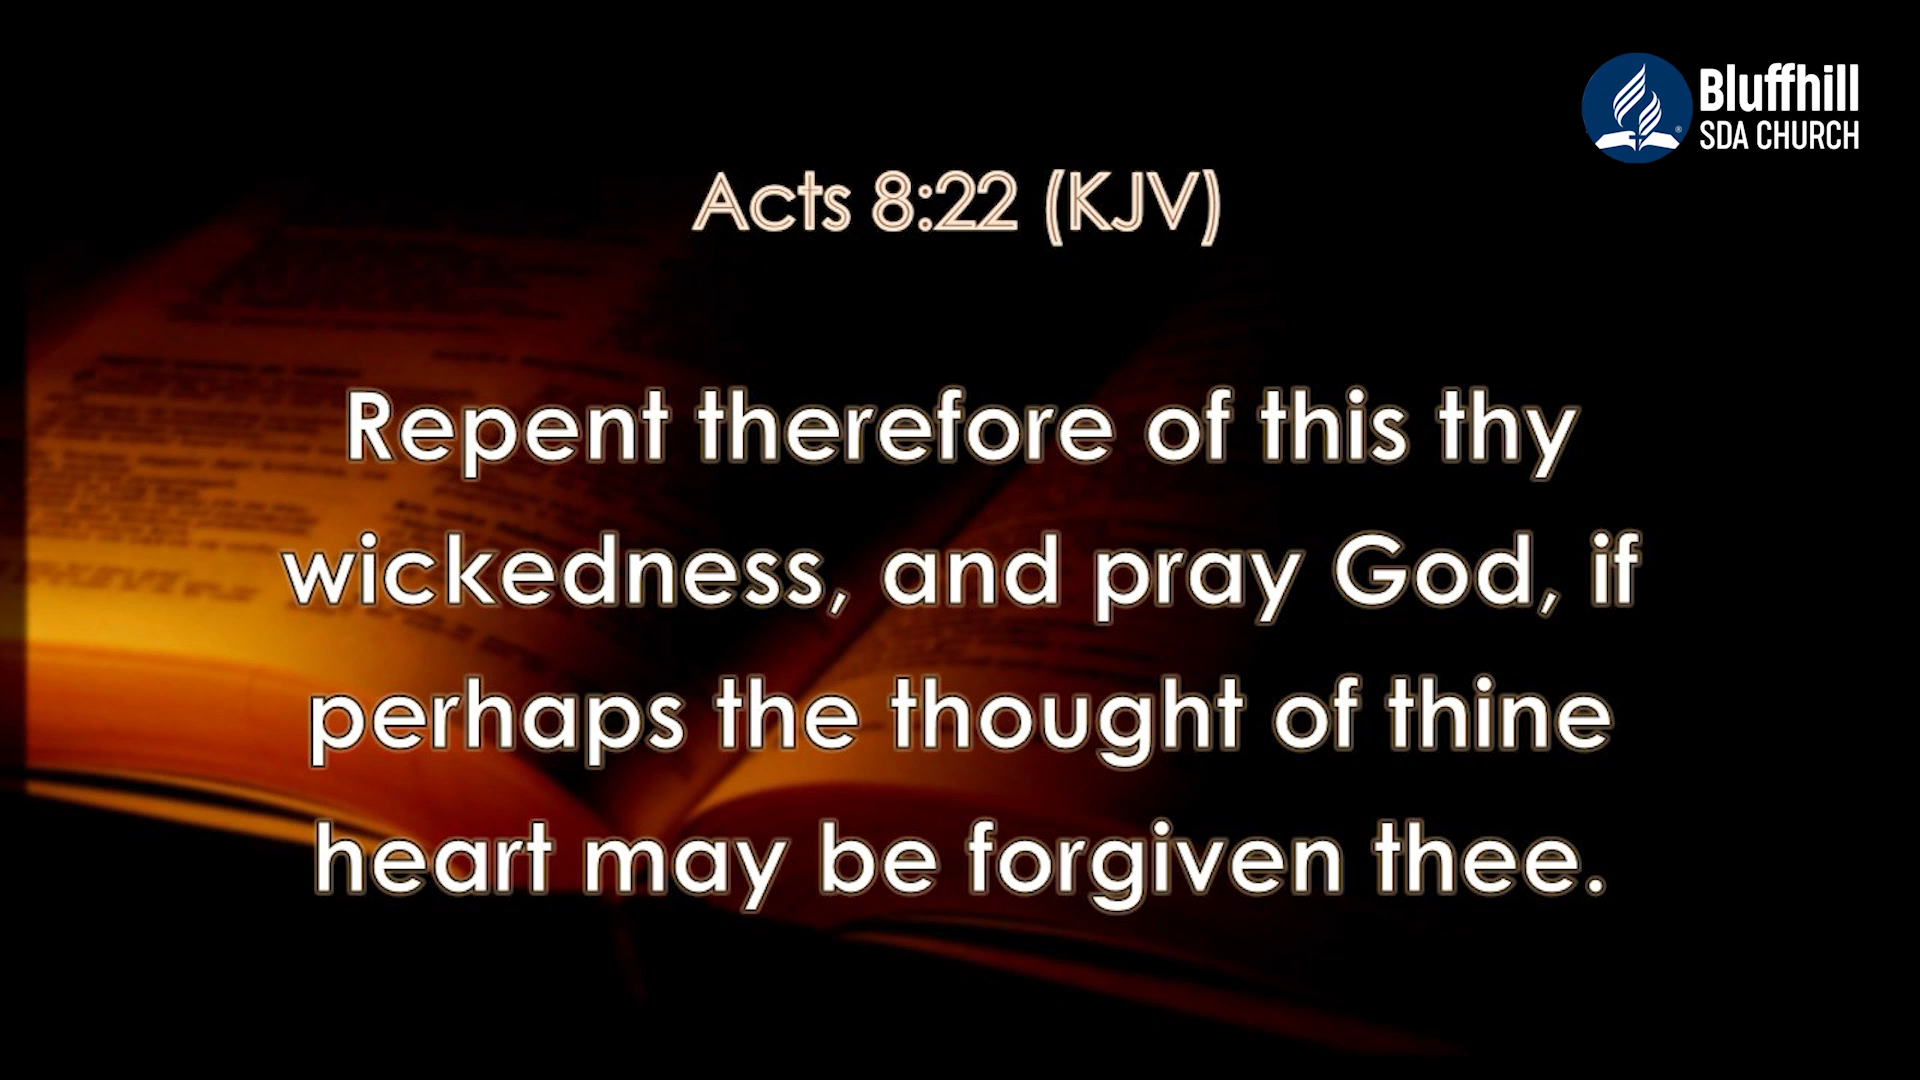 Bluffhill
SDA CHURCH
Acts 8:22 (KJV)
Repent therefore of this thy
wickedness, and pray God, if
perhaps the thought of thine
heart may be forgiven thee.